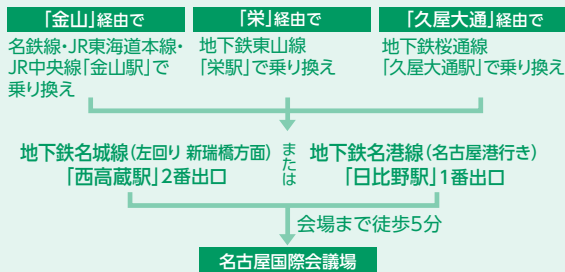 「金山」経由で
名鉄線・JR東海道本線・
JR中央線「金山駅」で
乗り換え
「栄」経由で
地下鉄東山線
「栄駅」で乗り換え
「久屋大通」経由で
地下鉄桜通線
「久屋大通駅」で乗り換え
地下鉄名城線(左回り 新瑞橋方面)
「西高蔵駅」2番出口
または
地下鉄名港線(名古屋港行き)
「日比野駅」1番出口
会場まで徒歩5分
名古屋国際会議場